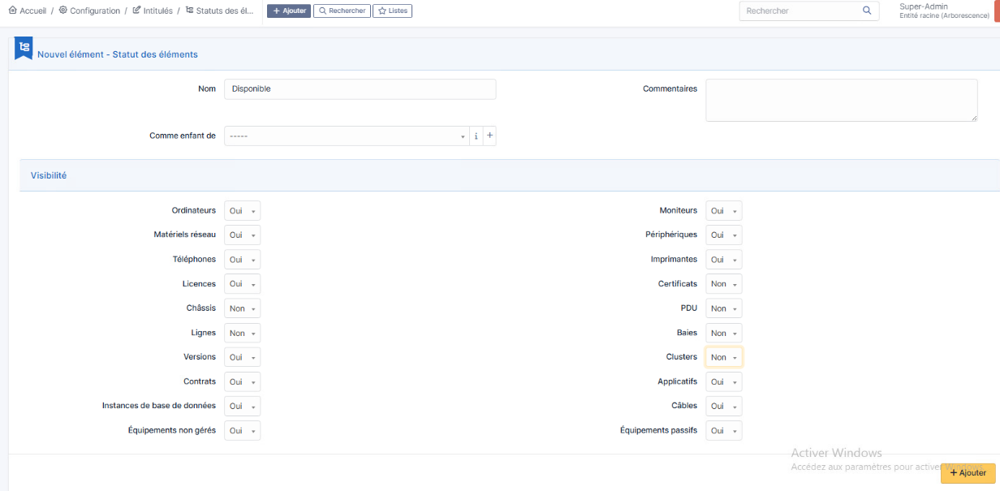 Accueil / Configuration / Intitulés / Statuts des él... + Ajouter Rechercher Listes Rechercher Super-Admin
Entité racine (Arborescence)
Nouvel élément - Statut des éléments
Nom Disponible Commentaires
Comme enfant de ----- i +
Visibilité
Ordinateurs Oui Moniteurs Oui
Matériels réseau Oui Périphériques Oui
Téléphones Oui Imprimantes Oui
Licences Oui Certificats Non
Châssis Non PDU Non
Lignes Non Baies Non
Versions Oui Clusters Non
Contrats Oui Applicatifs Oui
Instances de base de données Oui Câbles Oui
Équipements non gérés Oui Équipements passifs Oui
Activer Windows
Accédez aux paramètres pour activer Windows.
+ Ajouter